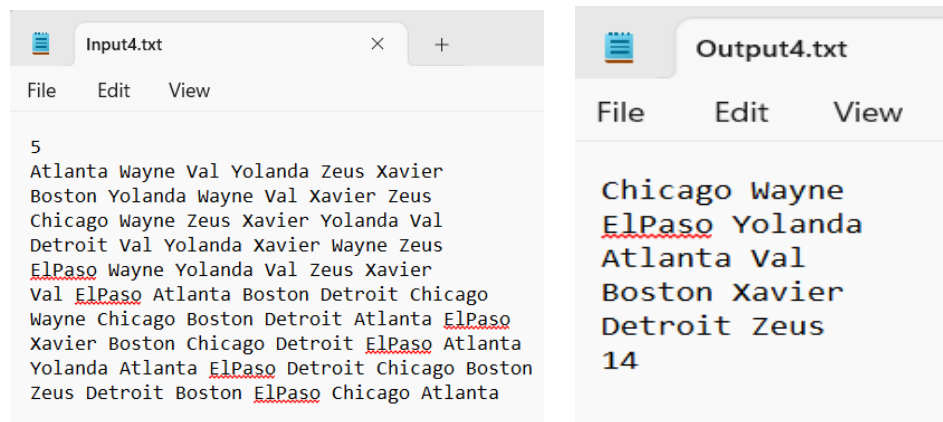 Input4.txt
File Edit View
5
Atlanta Wayne Val Yolanda Zeus Xavier
Boston Yolanda Wayne Val Xavier Zeus
Chicago Wayne Zeus Xavier Yolanda Val
Detroit Val Yolanda Xavier Wayne Zeus
ElPaso Wayne Yolanda Val Zeus Xavier
Val ElPaso Atlanta Boston Detroit Chicago
Wayne Chicago Boston Detroit Atlanta ElPaso
Xavier Boston Chicago Detroit ElPaso Atlanta
Yolanda Atlanta ElPaso Detroit Chicago Boston
Zeus Detroit Boston ElPaso Chicago Atlanta
Output4.txt
File Edit View
Chicago Wayne
ElPaso Yolanda
Atlanta Val
Boston Xavier
Detroit Zeus
14